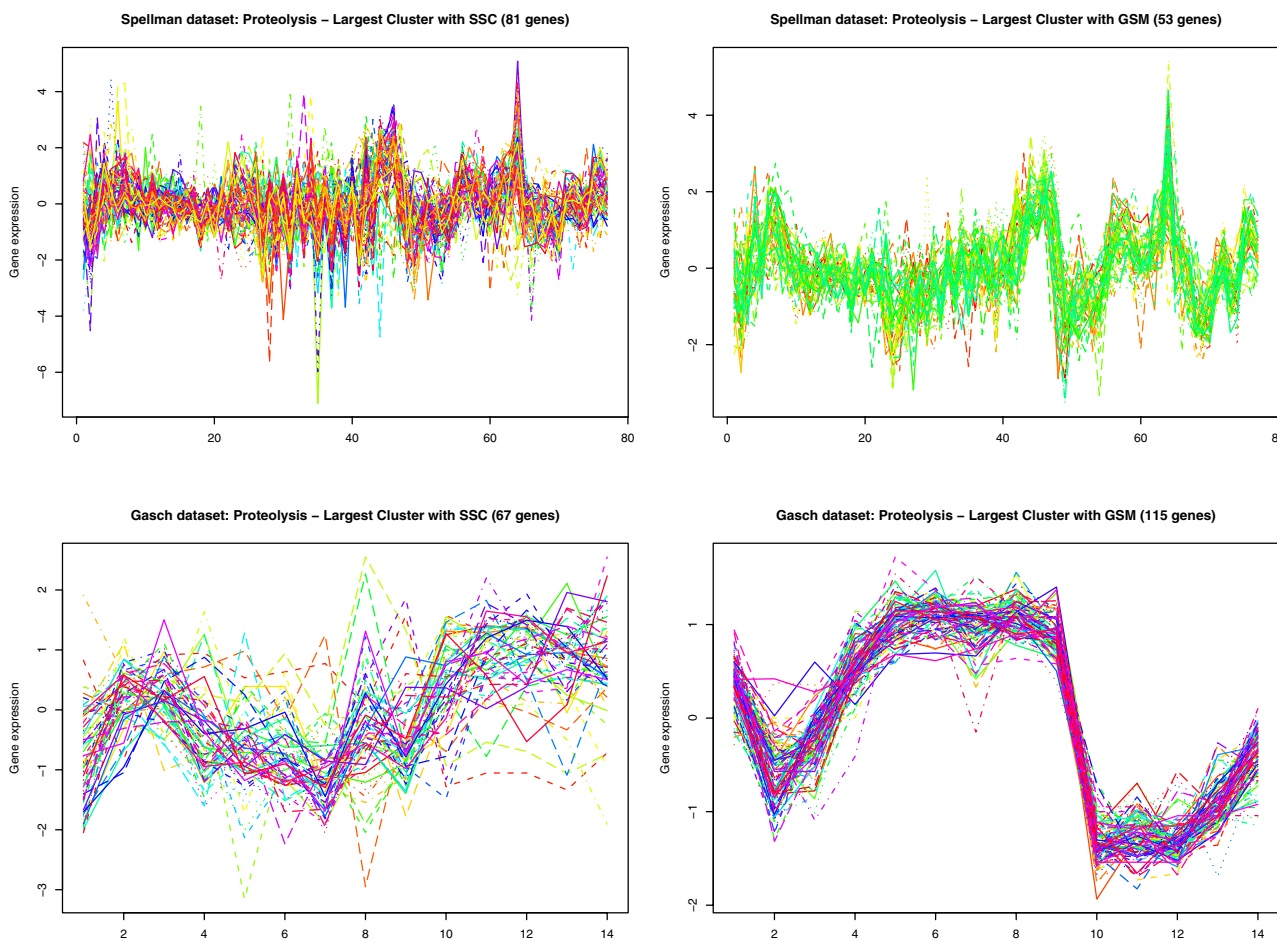 Spellman dataset: Proteolysis − Largest Cluster with SSC (81 genes)
Gene expression
4
2
0
−2
−4
−6
0 20 40 60 80
Spellman dataset: Proteolysis − Largest Cluster with GSM (53 genes)
Gene expression
4
2
0
−2
0 20 40 60
Gasch dataset: Proteolysis − Largest Cluster with SSC (67 genes)
Gene expression
2
1
0
−1
−2
−3
2 4 6 8 10 12 14
Gasch dataset: Proteolysis − Largest Cluster with GSM (115 genes)
Gene expression
1
0
−1
−2
2 4 6 8 10 12 14